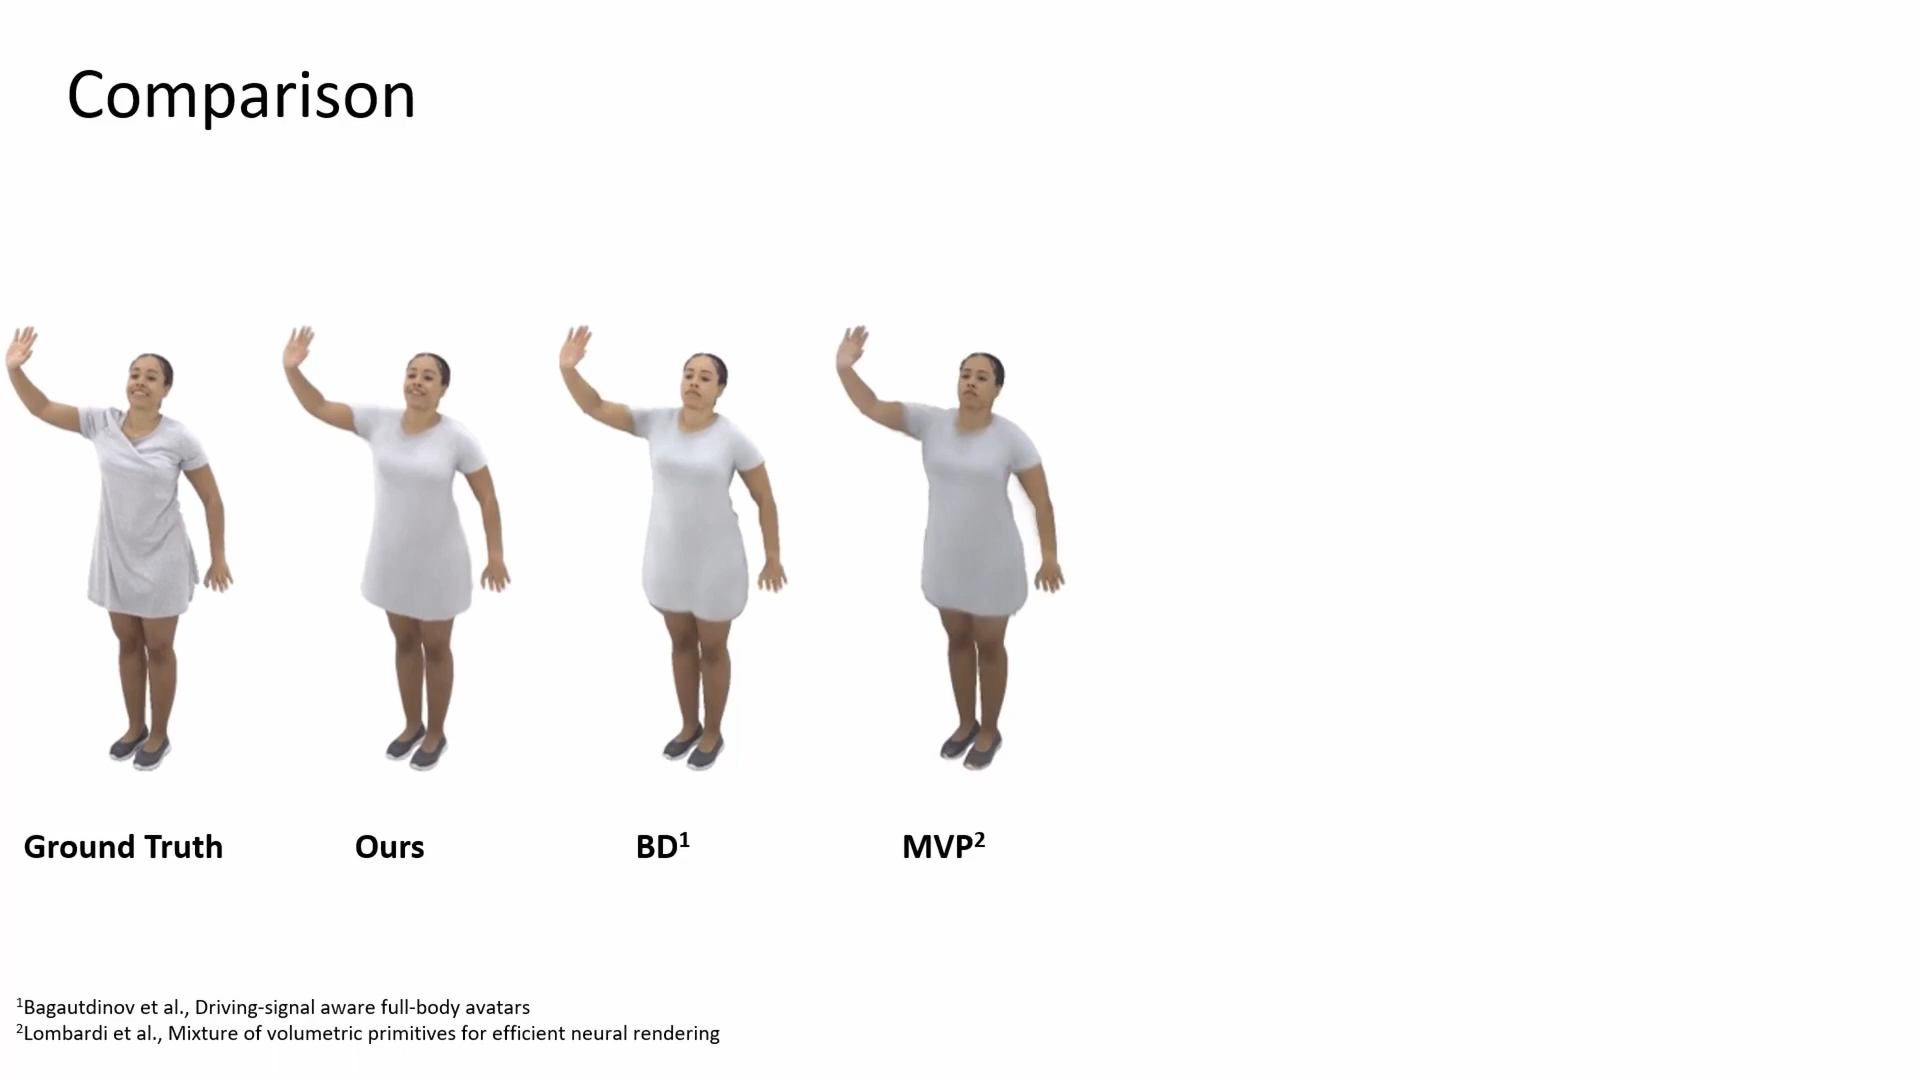 Comparison
Ground Truth
Ours
BD¹
MVP²
¹Bagautdinov et al., Driving-signal aware full-body avatars
²Lombardi et al., Mixture of volumetric primitives for efficient neural rendering